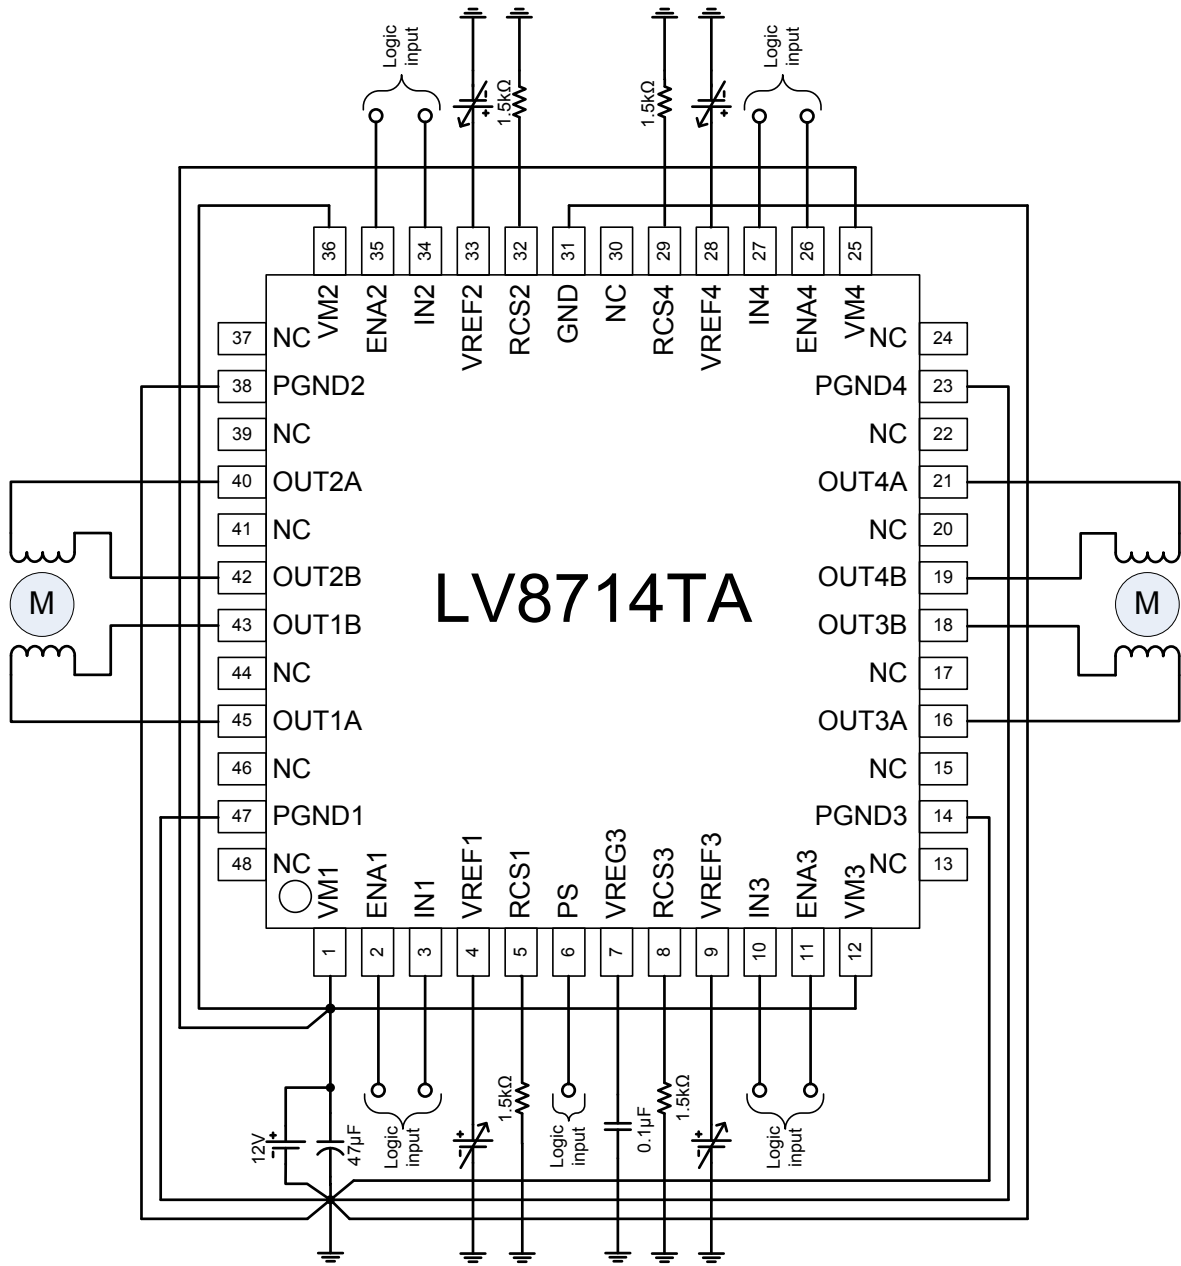 Logic input
Logic input
1.5kΩ
1.5kΩ
Logic input
+
-
+
-
36
35
34
33
32
31
30
29
28
27
26
25
VM2
ENA2
IN2
VREF2
RCS2
GND
NC
RCS4
VREF4
IN4
ENA4
VM4
37 NC
NC 24
38 PGND2
PGND4 23
39 NC
NC 22
40 OUT2A
OUT4A 21
41 NC
NC 20
42 OUT2B
OUT4B 19
M
LV8714TA
M
43 OUT1B
OUT3B 18
44 NC
NC 17
45 OUT1A
OUT3A 16
46 NC
NC 15
47 PGND1
PGND3 14
48 NC
NC 13
VM1
ENA1
IN1
VREF1
RCS1
PS
VREG3
RCS3
VREF3
IN3
ENA3
VM3
1
2
3
4
5
6
7
8
9
10
11
12
12V
+
-
47µF
Logic input
+
-
1.5kΩ
Logic input
0.1µF
1.5kΩ
+
-
Logic input